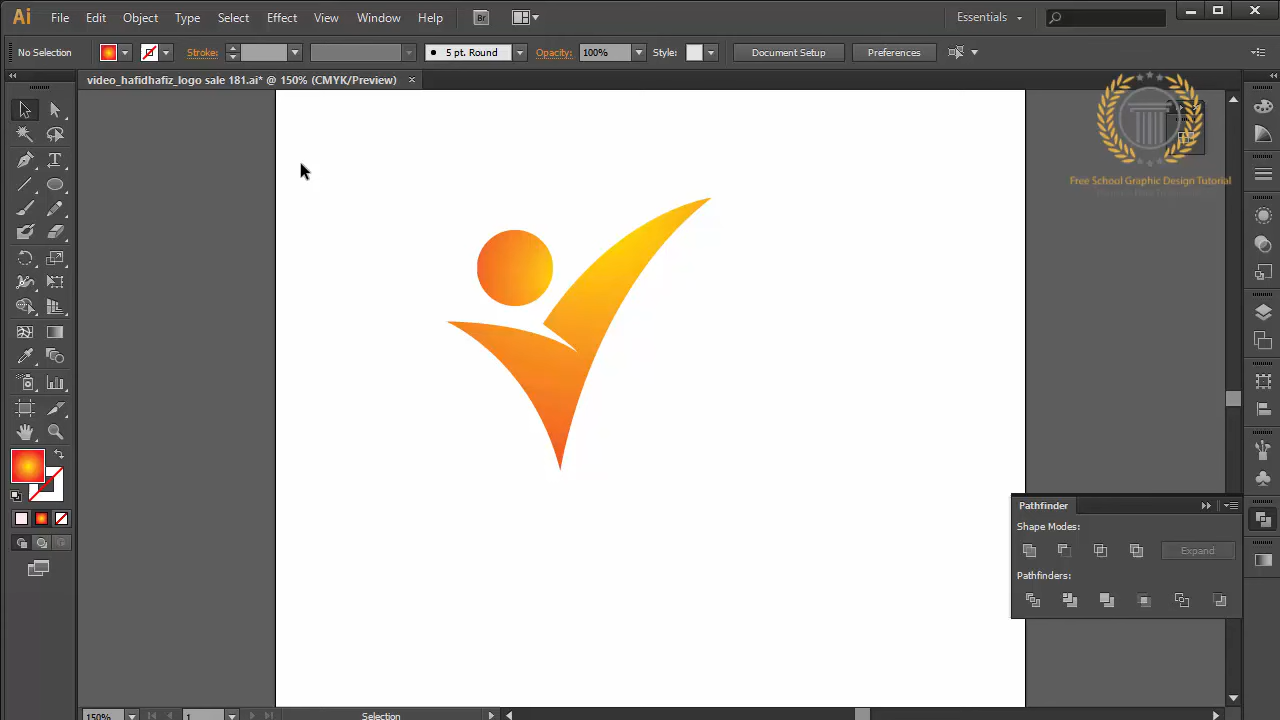 Ai File Edit Object Type Select Effect View Window Help Br Essentials
No Selection Stroke: 5 pt. Round Opacity: 100% Style: Document Setup Preferences
video_hafidhafiz_logo sale 181.ai* @ 150% (CMYK/Preview) ×
Free School Graphic Design Tutorial
Pathfinder
Shape Modes:
Expand
Pathfinders:
150% 1 Selection